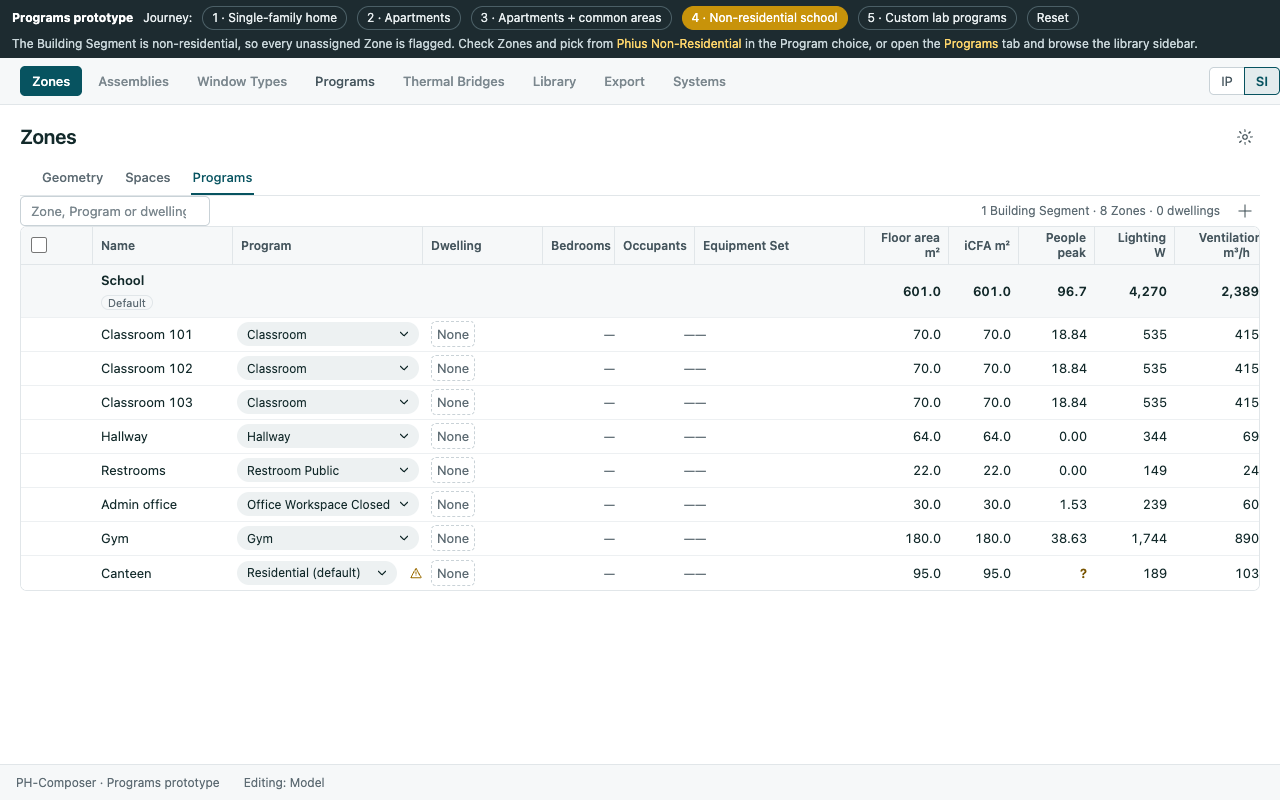 Programs prototype Journey: 1 · Single-family home 2 · Apartments 3 · Apartments + common areas 4 · Non-residential school 5 · Custom lab programs Reset
The Building Segment is non-residential, so every unassigned Zone is flagged. Check Zones and pick from Phius Non-Residential in the Program choice, or open the Programs tab and browse the library sidebar.
Zones Assemblies Window Types Programs Thermal Bridges Library Export Systems IP SI
Zones
Geometry Spaces Programs
Zone, Program or dwelling 1 Building Segment · 8 Zones · 0 dwellings
Name Program Dwelling Bedrooms Occupants Equipment Set Floor area m² iCFA m² People peak Lighting W Ventilation m³/h
School 601.0 601.0 96.7 4,270 2,389
Default
Classroom 101 Classroom None — —— 70.0 70.0 18.84 535 415
Classroom 102 Classroom None — —— 70.0 70.0 18.84 535 415
Classroom 103 Classroom None — —— 70.0 70.0 18.84 535 415
Hallway Hallway None — —— 64.0 64.0 0.00 344 69
Restrooms Restroom Public None — —— 22.0 22.0 0.00 149 24
Admin office Office Workspace Closed None — —— 30.0 30.0 1.53 239 60
Gym Gym None — —— 180.0 180.0 38.63 1,744 890
Canteen Residential (default) None — —— 95.0 95.0 ? 189 103
PH-Composer · Programs prototype Editing: Model